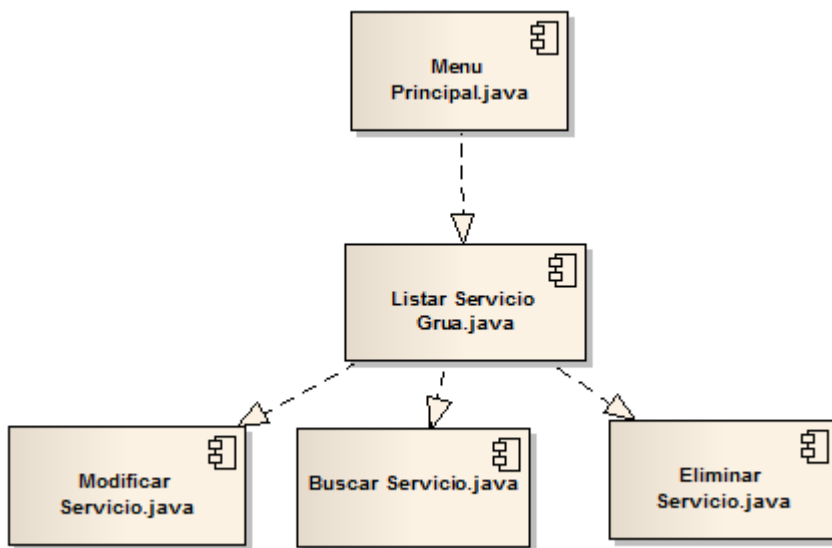 Menu
Principal.java
Listar Servicio
Grua.java
Modificar
Servicio.java
Buscar Servicio.java
Eliminar
Servicio.java